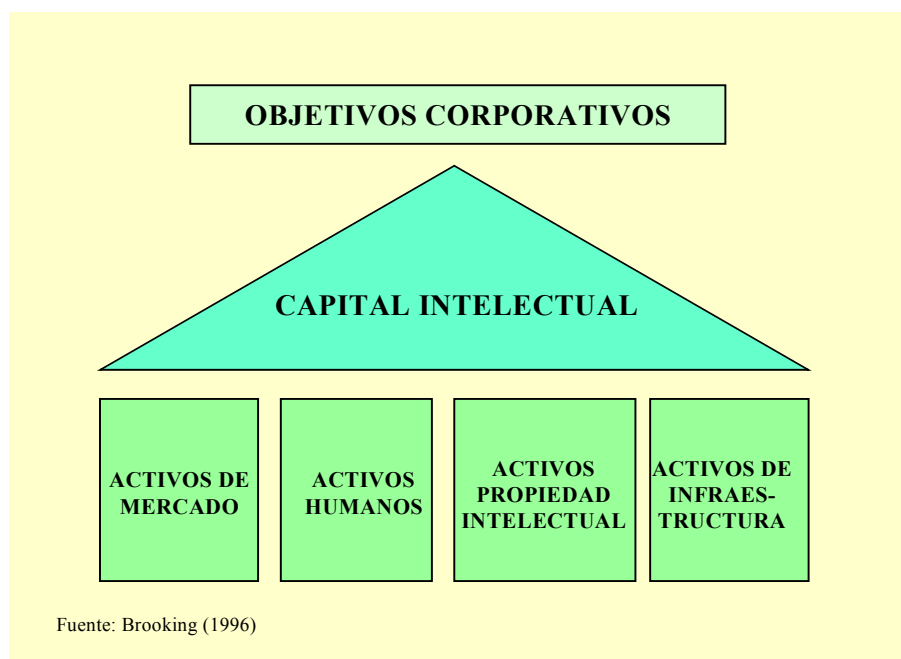 OBJETIVOS CORPORATIVOS
CAPITAL INTELECTUAL
ACTIVOS DE
MERCADO
ACTIVOS
HUMANOS
ACTIVOS
PROPIEDAD
INTELECTUAL
ACTIVOS DE
INFRAES-
TRUCTURA
Fuente: Brooking (1996)